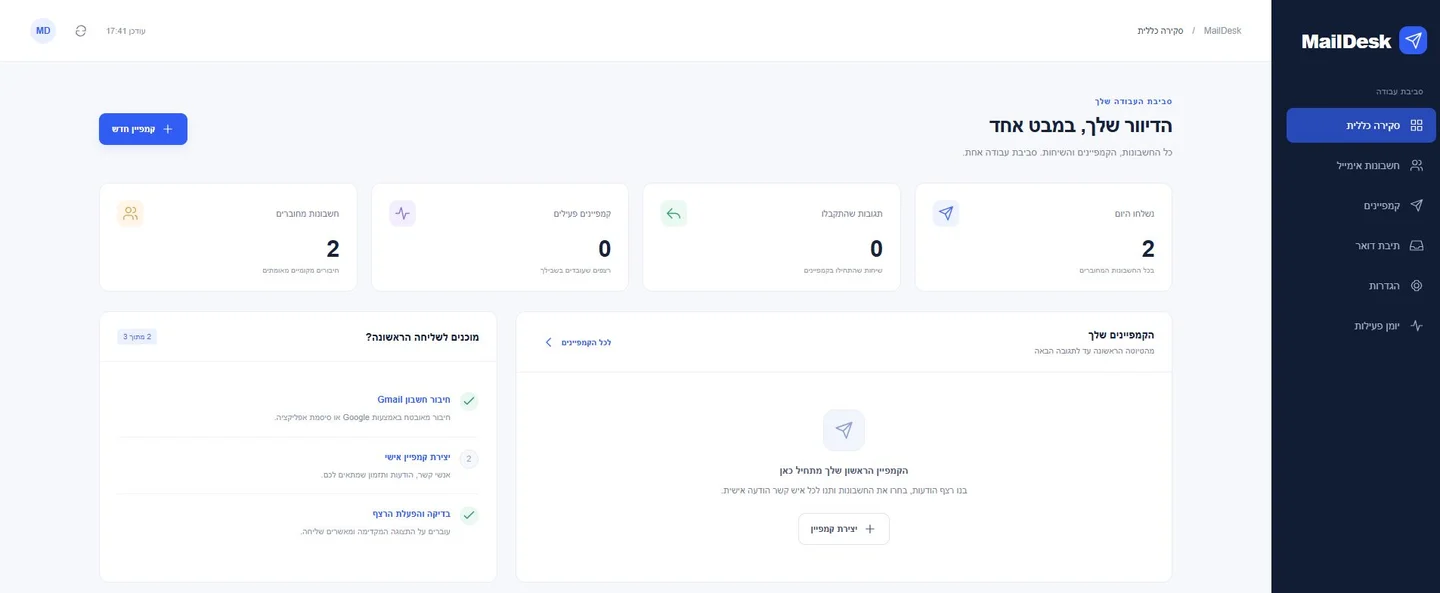 MailDesk
סביבת עבודה
סקירה כללית
חשבונות אימייל
קמפיינים
תיבת דואר
הגדרות
יומן פעילות
MailDesk / סקירה כללית
עודכן 17:41
MD
סביבת העבודה שלך
הדיוור שלך, במבט אחד
כל החשבונות, הקמפיינים והשיחות. סביבת עבודה אחת.
קמפיין חדש
נשלחו היום
2
בכל החשבונות המחוברים
תגובות שהתקבלו
0
שיחות שהתחילו בקמפיינים
קמפיינים פעילים
0
רצפים שעובדים בשבילך
חשבונות מחוברים
2
חיבורים מקומיים מאומתים
הקמפיינים שלך
מהטיוטה הראשונה עד לתגובה הבאה
לכל הקמפיינים
הקמפיין הראשון שלך מתחיל כאן
בנו רצף הודעות, בחרו את החשבונות ותנו לכל איש קשר הודעה אישית.
יצירת קמפיין
מוכנים לשליחה הראשונה?
2 מתוך 3
חיבור חשבון Gmail
חיבור מאובטח באמצעות Google או סיסמת אפליקציה.
2
יצירת קמפיין אישי
אנשי קשר, הודעות ותזמון שמתאים לכם.
בדיקה והפעלת הרצף
עוברים על התצוגה המקדימה ומאשרים שליחה.